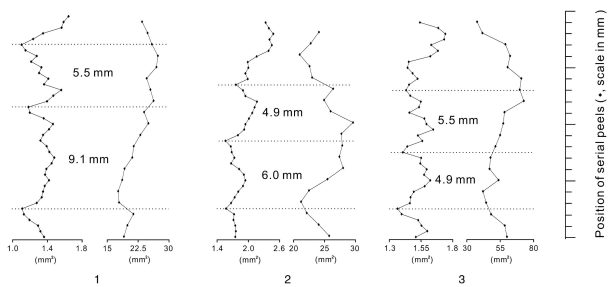 5.5 mm
9.1 mm
4.9 mm
6.0 mm
5.5 mm
4.9 mm
1.0 1.4 1.8 15 22.5 30
(mm²) (mm²)
1
1.4 2.0 2.6 20 25 30
(mm²) (mm²)
2
1.3 1.55 1.8 30 55 80
(mm²) (mm²)
3
Position of serial peels (•, scale in mm)